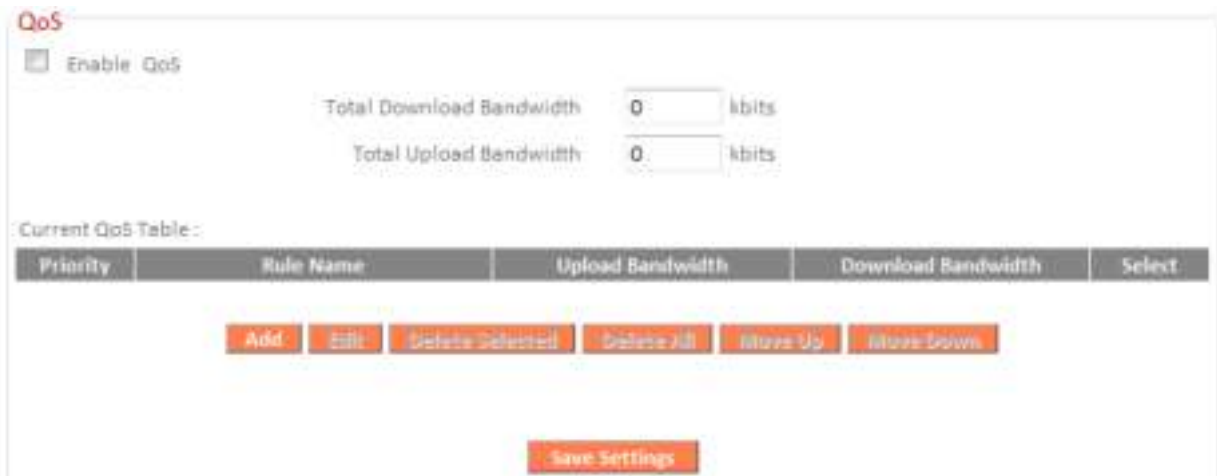 QoS
Enable QoS
Total Download Bandwidth 0 kbits
Total Upload Bandwidth 0 kbits
Current QoS Table :
Priority Rule Name Upload Bandwidth Download Bandwidth Select
Add Edit Delete Selected Delete All Move Up Move Down
Save Settings